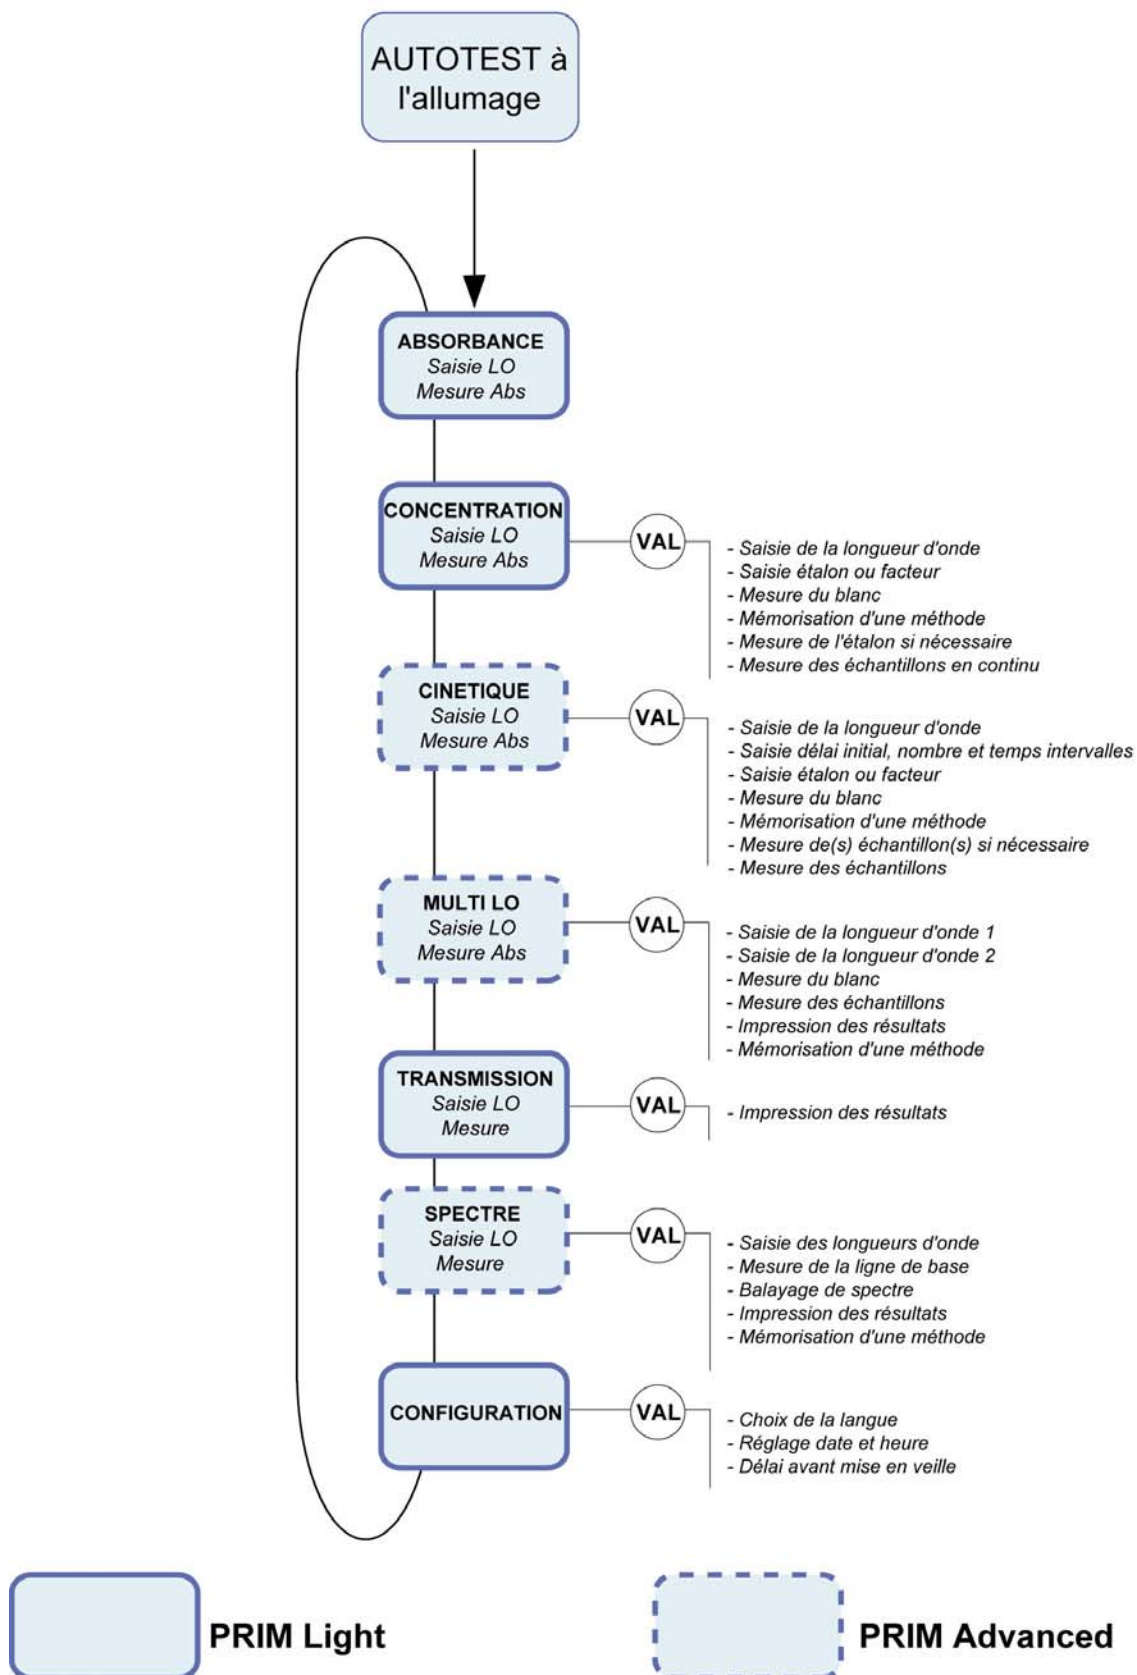 AUTOTEST à
l'allumage
ABSORBANCE
Saisie LO
Mesure Abs
CONCENTRATION
Saisie LO
Mesure Abs
VAL
- Saisie de la longueur d'onde
- Saisie étalon ou facteur
- Mesure du blanc
- Mémorisation d'une méthode
- Mesure de l'étalon si nécessaire
- Mesure des échantillons en continu
CINETIQUE
Saisie LO
Mesure Abs
VAL
- Saisie de la longueur d'onde
- Saisie délai initial, nombre et temps intervalles
- Saisie étalon ou facteur
- Mesure du blanc
- Mémorisation d'une méthode
- Mesure de(s) échantillon(s) si nécessaire
- Mesure des échantillons
MULTI LO
Saisie LO
Mesure Abs
VAL
- Saisie de la longueur d'onde 1
- Saisie de la longueur d'onde 2
- Mesure du blanc
- Mesure des échantillons
- Impression des résultats
- Mémorisation d'une méthode
TRANSMISSION
Saisie LO
Mesure
VAL
- Impression des résultats
SPECTRE
Saisie LO
Mesure
VAL
- Saisie des longueurs d'onde
- Mesure de la ligne de base
- Balayage de spectre
- Impression des résultats
- Mémorisation d'une méthode
CONFIGURATION
VAL
- Choix de la langue
- Réglage date et heure
- Délai avant mise en veille
PRIM Light
PRIM Advanced